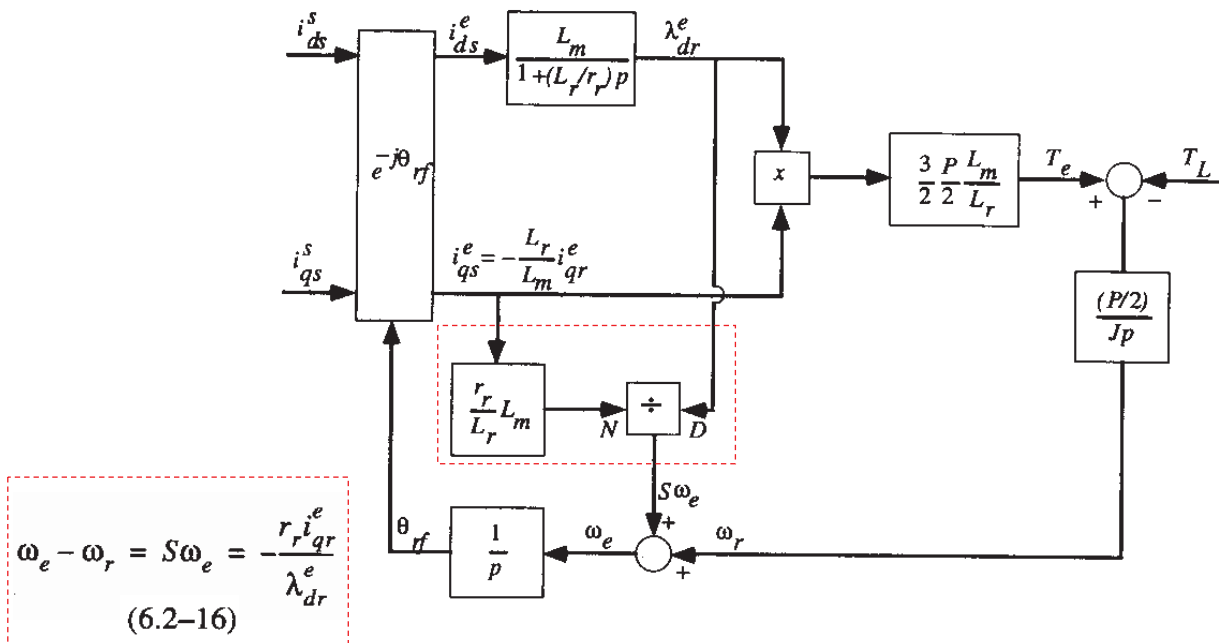 i^s_ds
i^e_ds
L_m / 1+(L_r/r_r)p
λ^e_dr
e^-jθ_rf
x
3/2 P/2 L_m/L_r
T_e
T_L
+
−
i^s_qs
i^e_qs = −L_r/L_m i^e_qr
(P/2) / Jp
r_r/L_r L_m
N
÷
D
Sω_e
+
θ_rf
1/p
ω_e
+
ω_r
ω_e − ω_r = Sω_e = −r_r i^e_qr / λ^e_dr
(6.2–16)